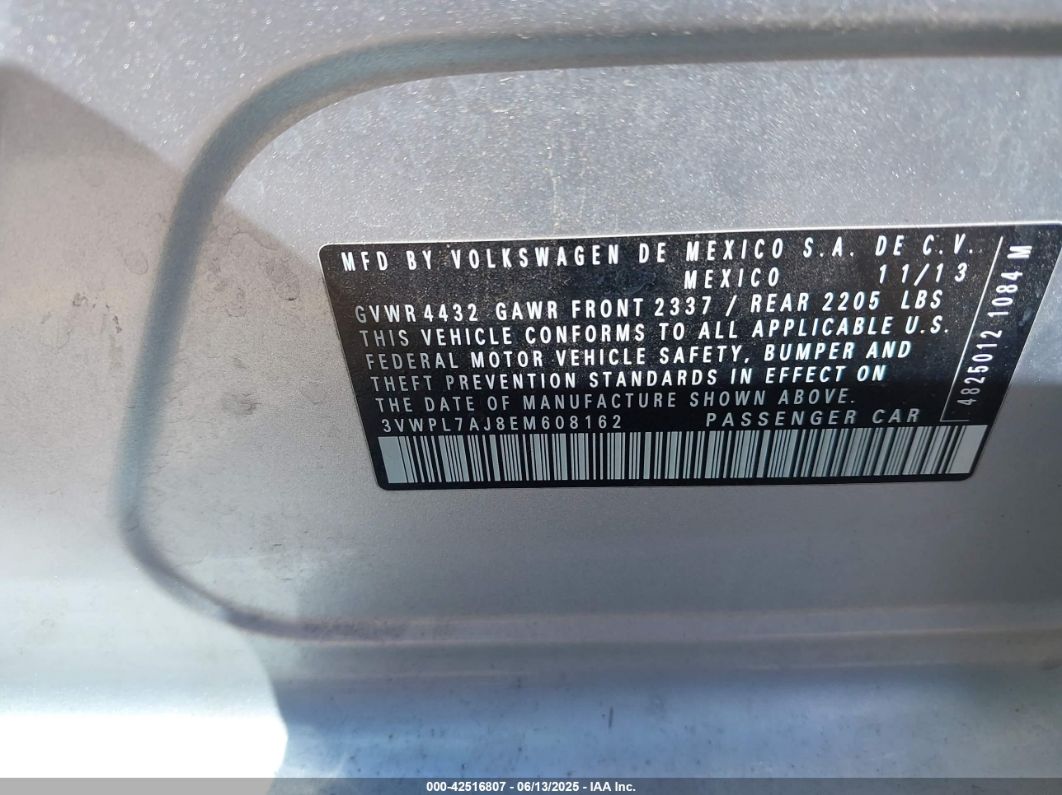 MFD BY VOLKSWAGEN DE MEXICO S.A. DE C.V.
MEXICO 11/13
GVWR 4432 GAWR FRONT 2337 / REAR 2205 LBS
THIS VEHICLE CONFORMS TO ALL APPLICABLE U.S.
FEDERAL MOTOR VEHICLE SAFETY, BUMPER AND
THEFT PREVENTION STANDARDS IN EFFECT ON
THE DATE OF MANUFACTURE SHOWN ABOVE.
3VWPL7AJ8EM608162 PASSENGER CAR
4825012 1084 M
000-42516807 - 06/13/2025 - IAA Inc.